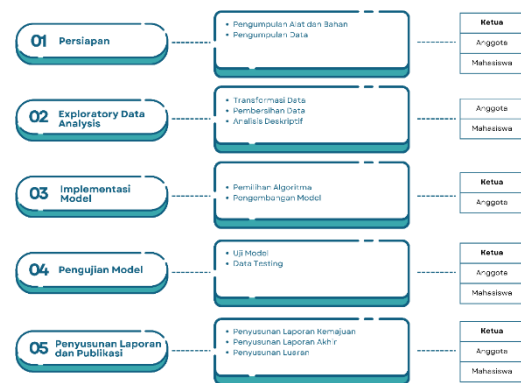 01 Persiapan
• Pengumpulan Alat dan Bahan
• Pengumpulan Data
Ketua
Anggota
Mahasiswa
02 Exploratory Data
Analysis
• Transformasi Data
• Pembersihan Data
• Analisis Deskriptif
Anggota
Mahasiswa
03 Implementasi
Model
• Pemilihan Algoritma
• Pengembangan Model
Ketua
Anggota
04 Pengujian Model
• Uji Model
• Data Testing
Ketua
Anggota
Mahasiswa
05 Penyusunan Laporan
dan Publikasi
• Penyusunan Laporan Kemajuan
• Penyusunan Laporan Akhir
• Penyusunan Luaran
Ketua
Anggota
Mahasiswa